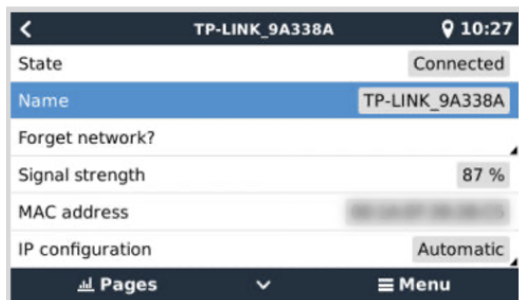 TP-LINK_9A338A 10:27
State Connected
Name TP-LINK_9A338A
Forget network?
Signal strength 87 %
MAC address
IP configuration Automatic
Pages Menu